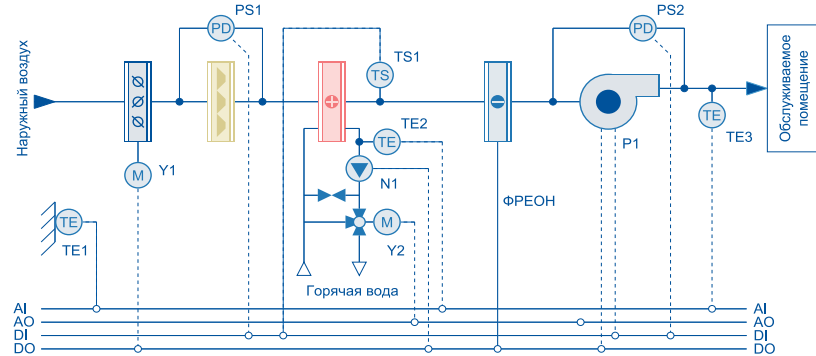 PS1
PS2
PD
PD
Наружный воздух
TS1
TS
Обслуживаемое
помещение
TE2
TE
TE
P1
TE3
M
Y1
N1
ФРЕОН
TE
TE1
M
Y2
Горячая вода
AI
AI
AO
AO
DI
DI
DO
DO